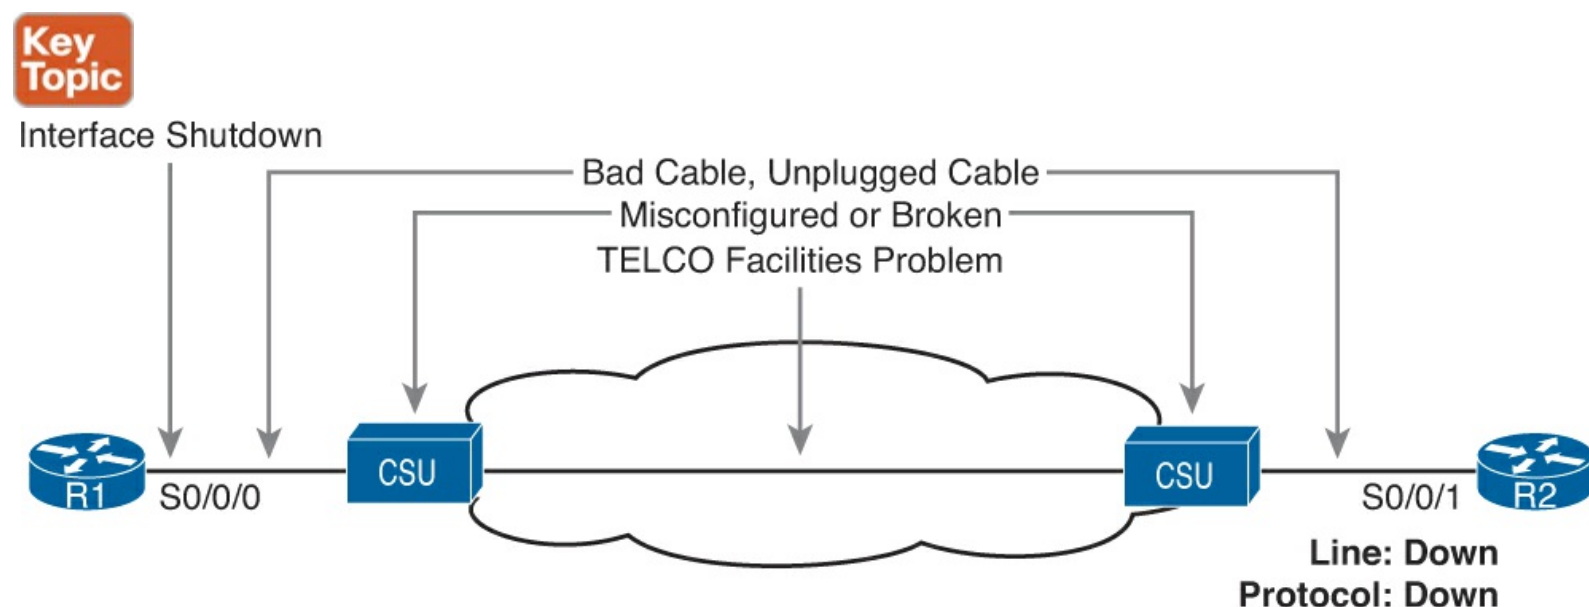 Key
Topic
Interface Shutdown
Bad Cable, Unplugged Cable
Misconfigured or Broken
TELCO Facilities Problem
CSU
CSU
R1
S0/0/0
S0/0/1
R2
Line: Down
Protocol: Down